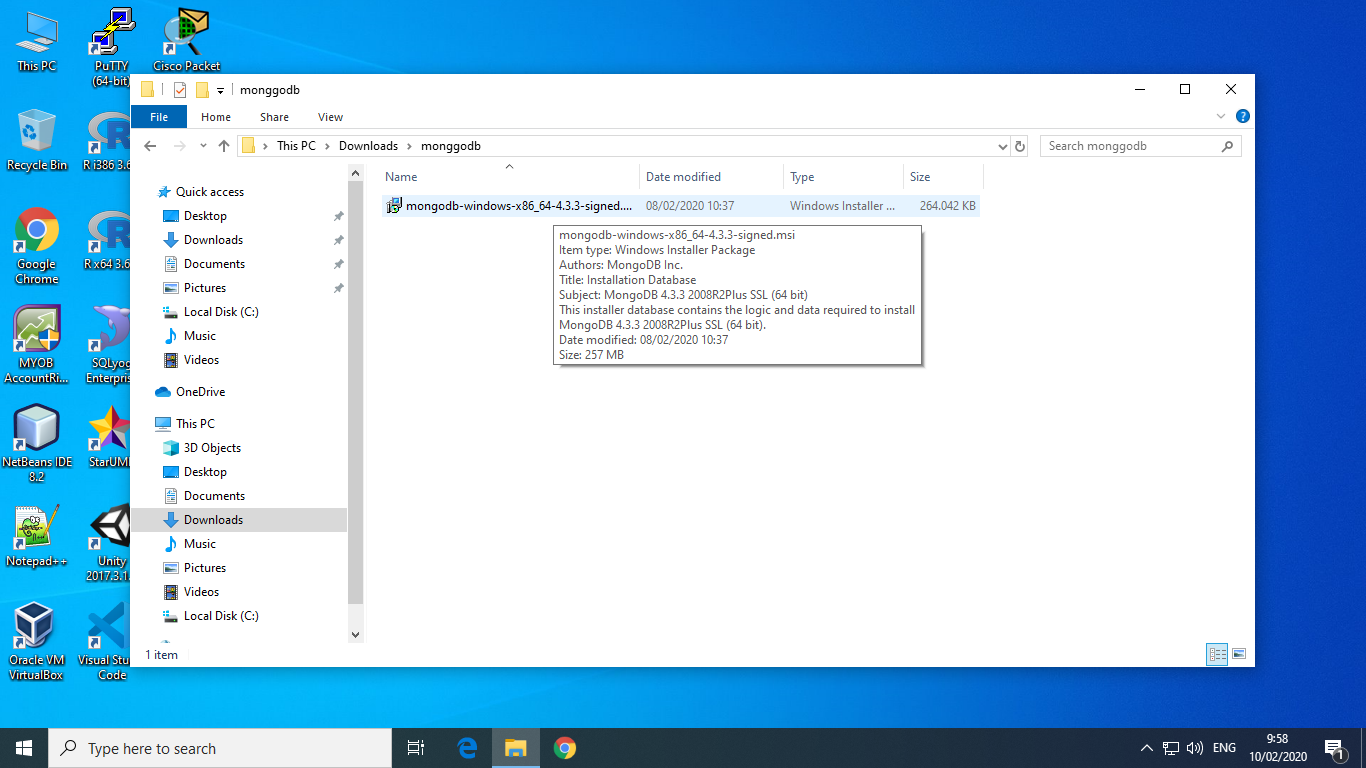 This PC
PuTTY
(64-bit)
Cisco Packet
Recycle Bin
R i386 3.6
Google
Chrome
R x64 3.6
MYOB
AccountRi...
SQLyog
Enterpris
NetBeans IDE
8.2
StarUML
Notepad++
Unity
2017.3.1.
Oracle VM
VirtualBox
Visual Stu
Code
monggodb
File
Home
Share
View
This PC
Downloads
monggodb
Search monggodb
Name
Date modified
Type
Size
mongodb-windows-x86_64-4.3.3-signed....
08/02/2020 10:37
Windows Installer ...
264.042 KB
mongodb-windows-x86_64-4.3.3-signed.msi
Item type: Windows Installer Package
Authors: MongoDB Inc.
Title: Installation Database
Subject: MongoDB 4.3.3 2008R2Plus SSL (64 bit)
This installer database contains the logic and data required to install
MongoDB 4.3.3 2008R2Plus SSL (64 bit).
Date modified: 08/02/2020 10:37
Size: 257 MB
Quick access
Desktop
Downloads
Documents
Pictures
Local Disk (C:)
Music
Videos
OneDrive
This PC
3D Objects
Desktop
Documents
Downloads
Music
Pictures
Videos
Local Disk (C:)
1 item
Type here to search
ENG
9:58
10/02/2020
1